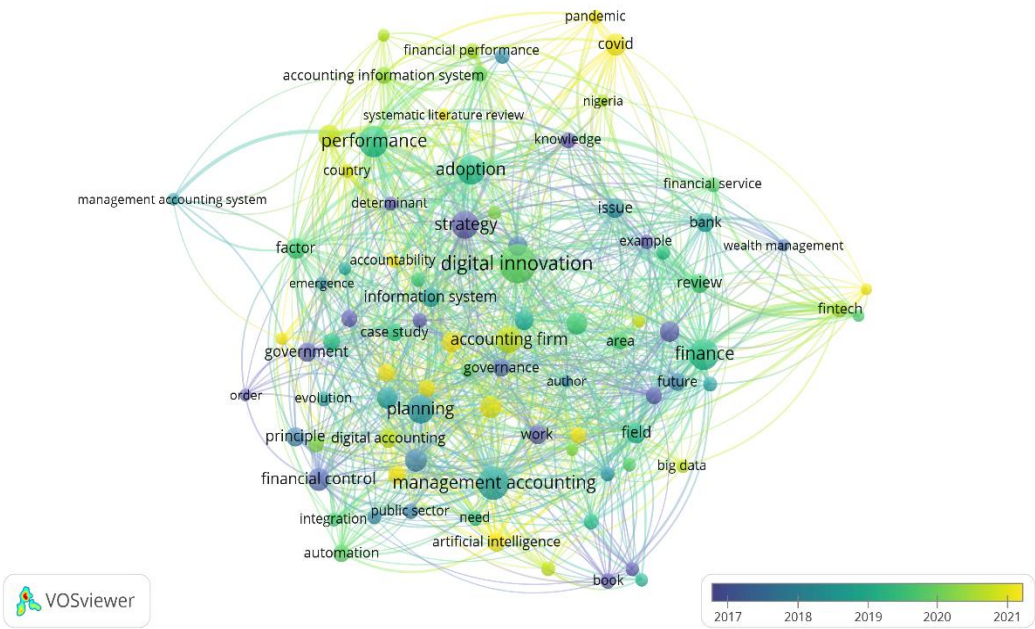 pandemic
covid
financial performance
accounting information system
nigeria
systematic literature review
performance
knowledge
adoption
country
financial service
management accounting system
determinant
issue
strategy
bank
example
wealth management
factor
accountability
digital innovation
emergence
review
information system
fintech
case study
accounting firm
area
government
finance
governance
author
future
order
evolution
planning
principle
digital accounting
work
field
big data
financial control
management accounting
public sector
integration
need
artificial intelligence
automation
book
VOSviewer
2017 2018 2019 2020 2021